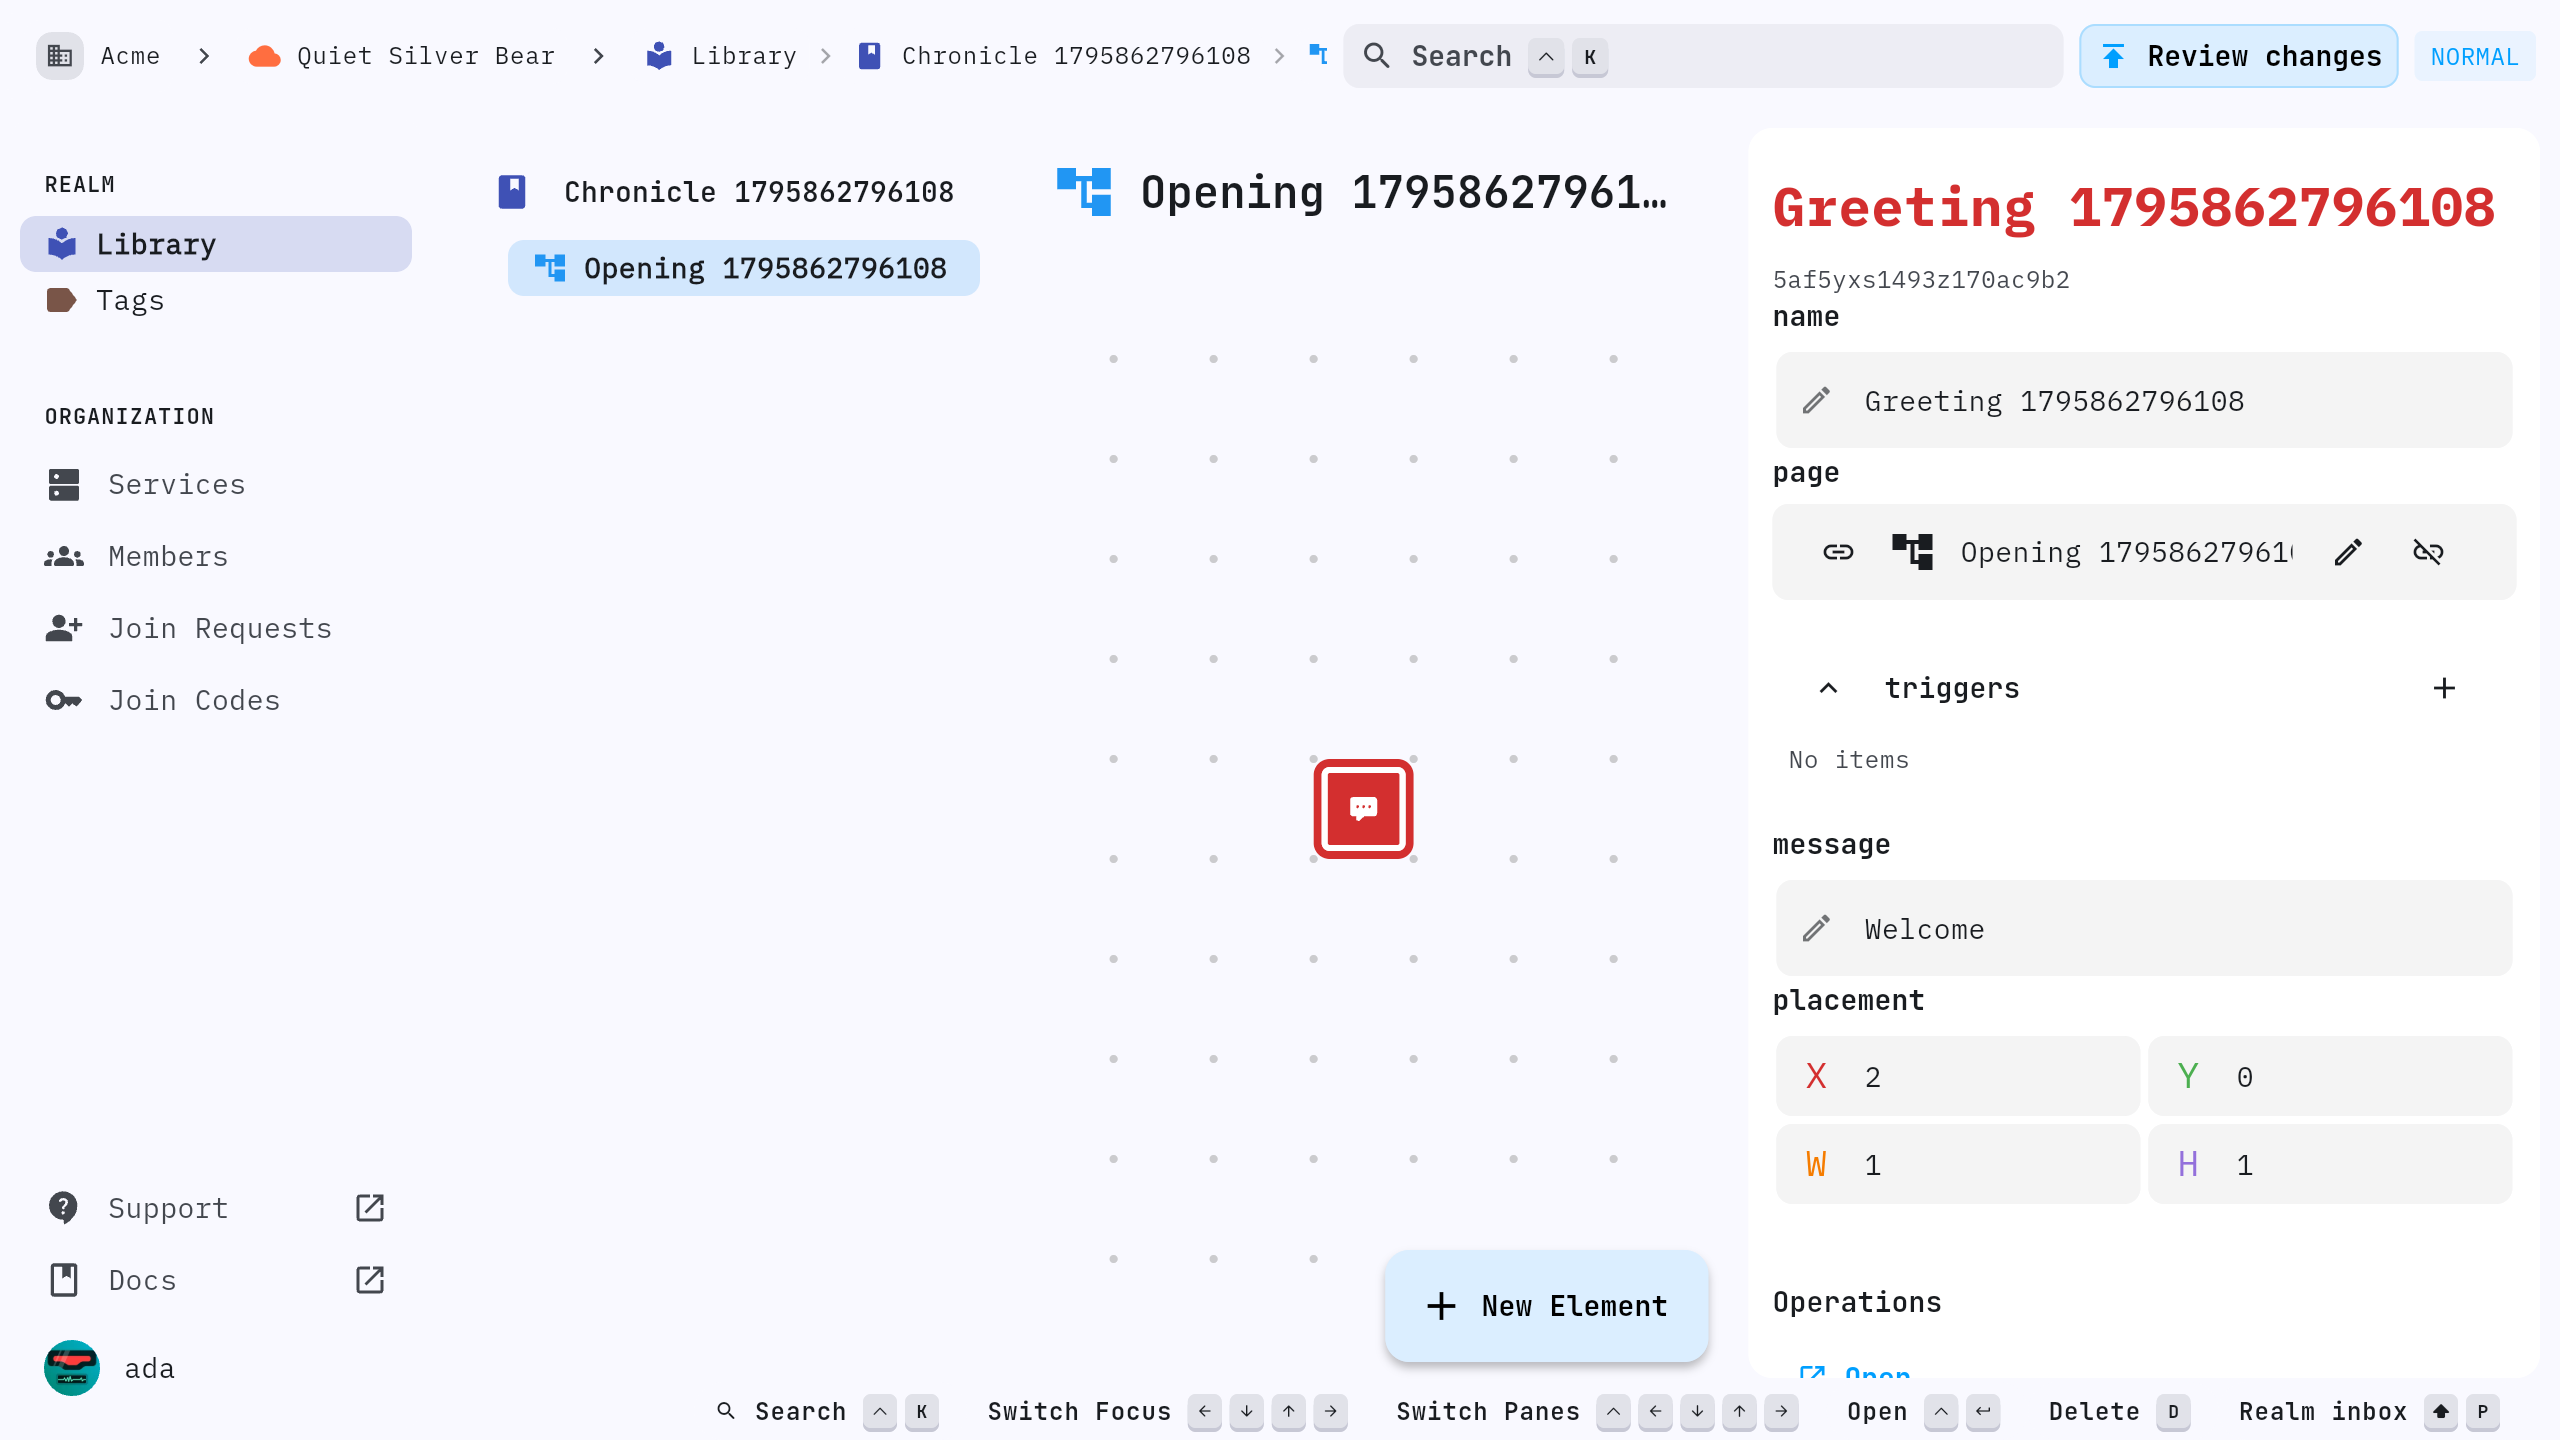 Acme > Quiet Silver Bear > Library > Chronicle 1795862796108 >
Search ^ K
Review changes
NORMAL
REALM
Library
Tags
ORGANIZATION
Services
Members
Join Requests
Join Codes
Support
Docs
ada
Chronicle 1795862796108
Opening 1795862796108
Opening 17958627961…
New Element
Greeting 1795862796108
5af5yxs1493z170ac9b2
name
Greeting 1795862796108
page
Opening 179586279610
triggers
No items
message
Welcome
placement
X 2 Y 0
W 1 H 1
Operations
Open
Search ^ K Switch Focus ← ↓ ↑ → Switch Panes ^ ← ↓ ↑ → Open ^ ↵ Delete D Realm inbox ⬆ P